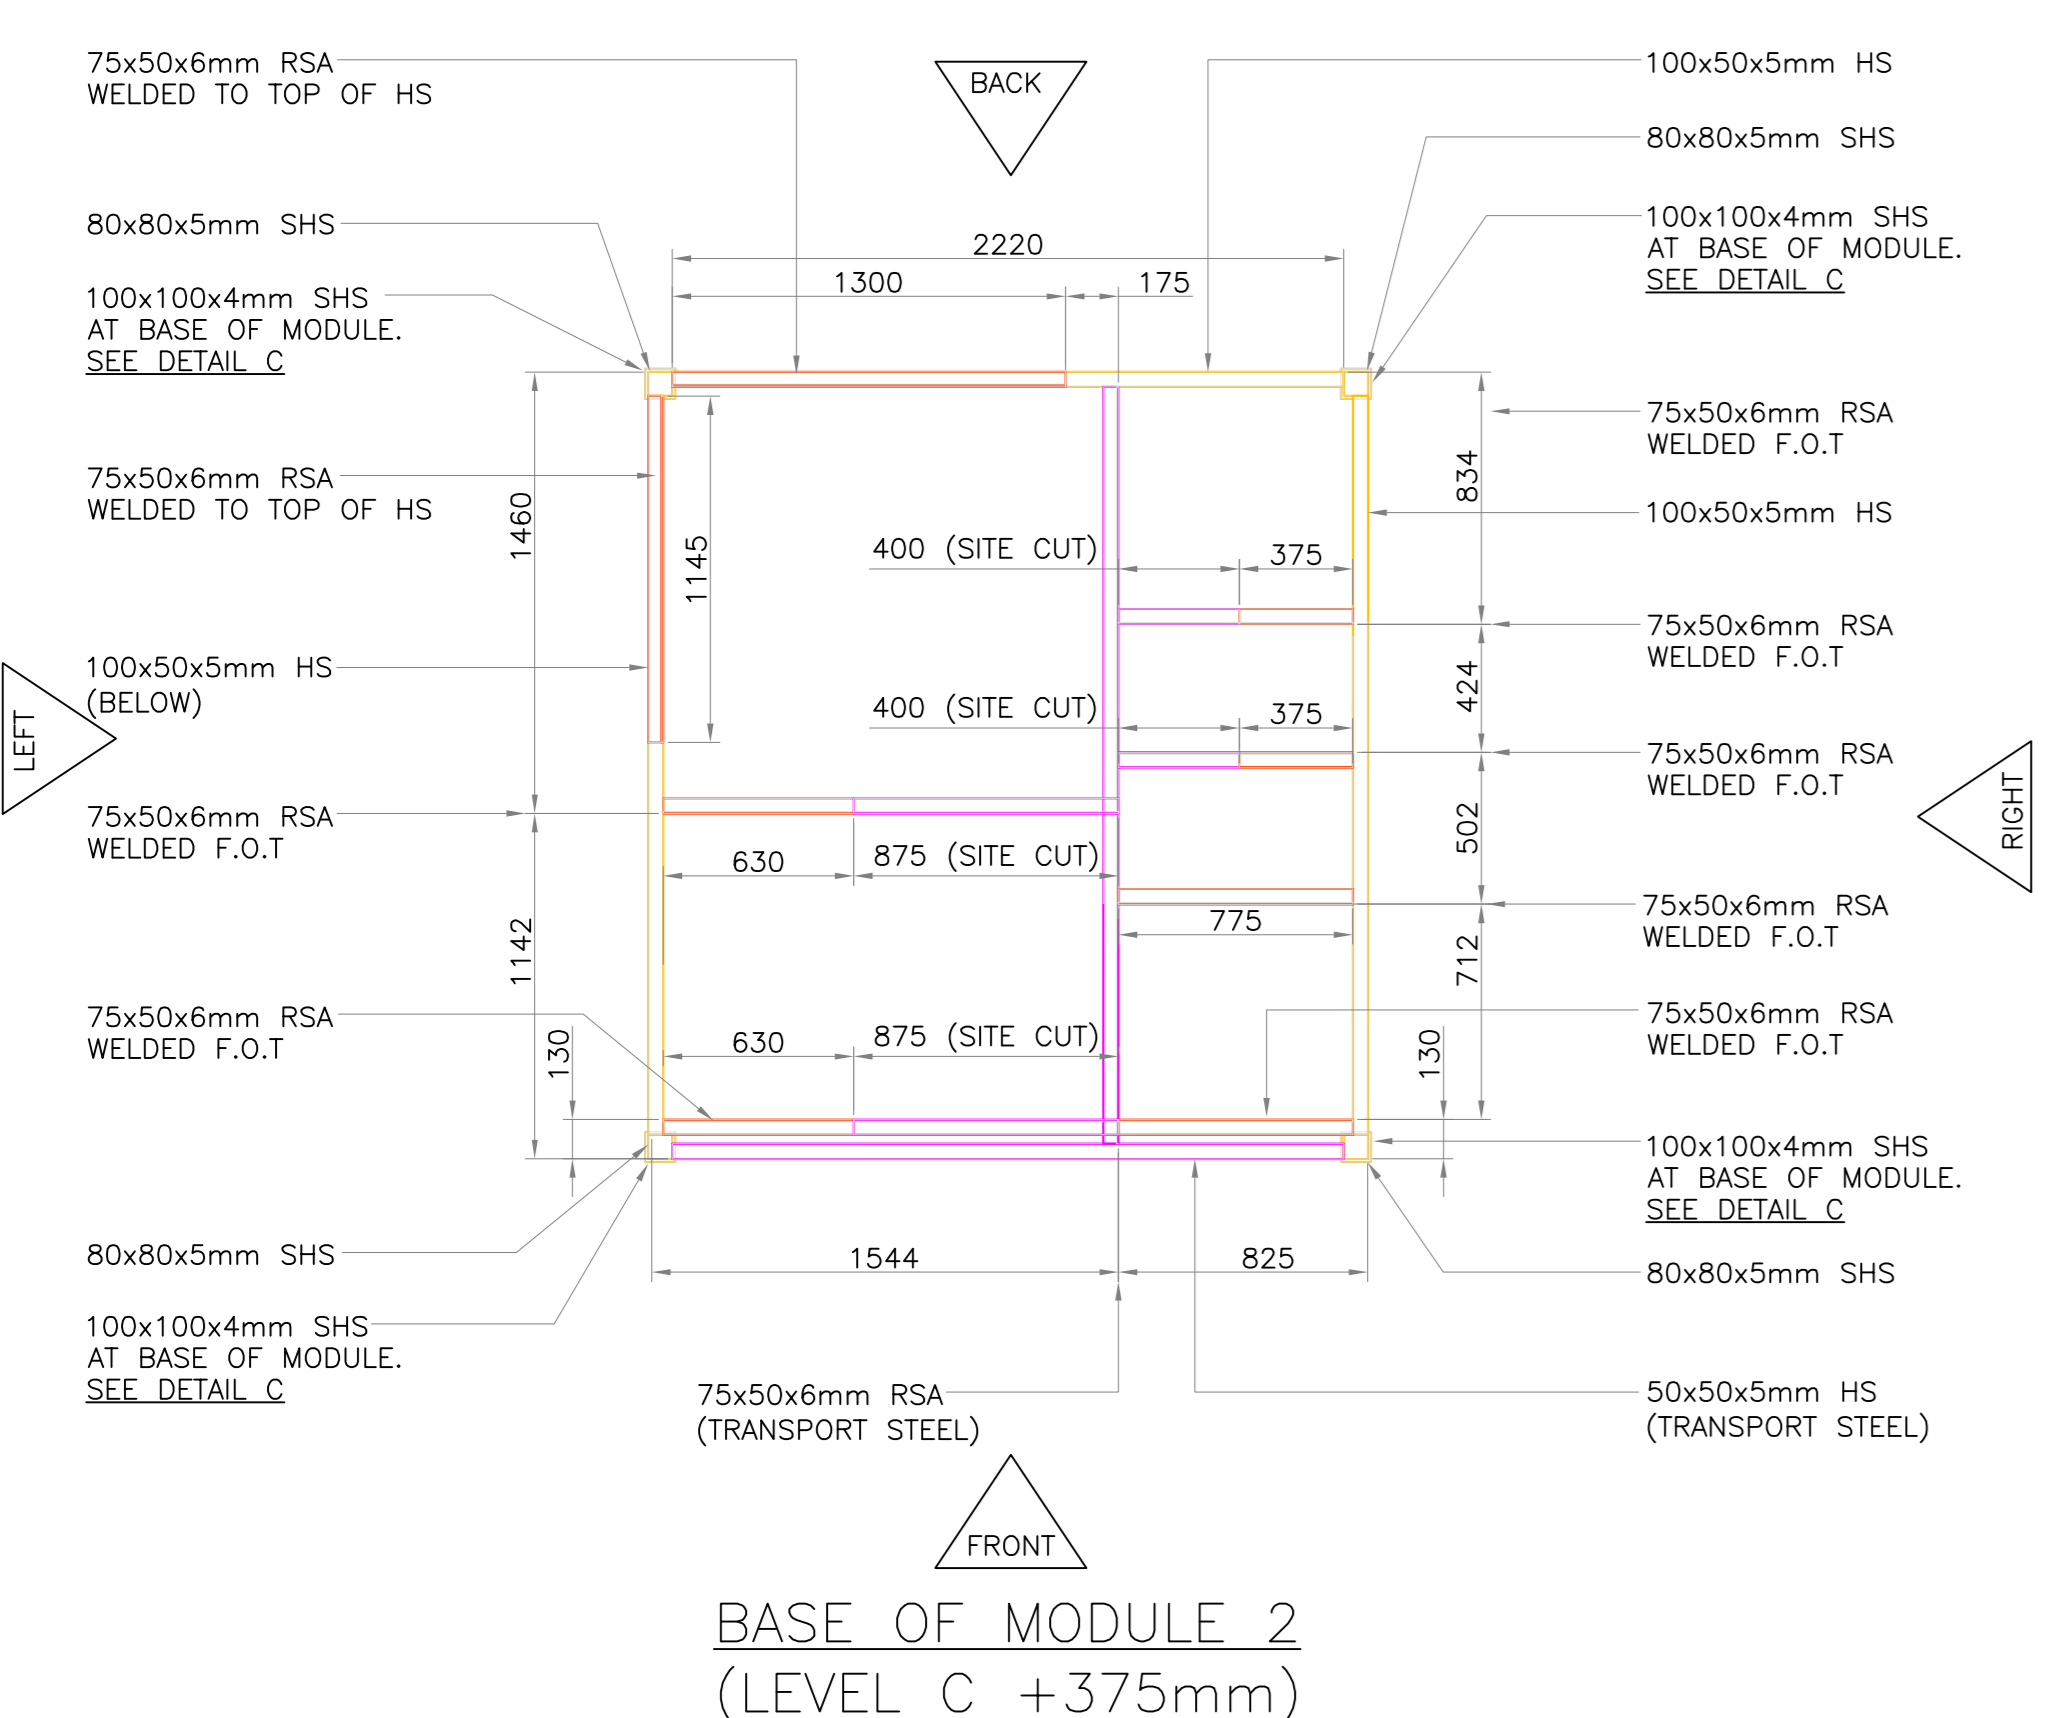 75x50x6mm RSA
WELDED TO TOP OF HS
BACK
100x50x5mm HS
80x80x5mm SHS
80x80x5mm SHS
100x100x4mm SHS
AT BASE OF MODULE.
SEE DETAIL C
2220
1300
175
100x100x4mm SHS
AT BASE OF MODULE.
SEE DETAIL C
75x50x6mm RSA
WELDED F.O.T
75x50x6mm RSA
WELDED TO TOP OF HS
1460
1145
834
100x50x5mm HS
400 (SITE CUT)
375
75x50x6mm RSA
WELDED F.O.T
100x50x5mm HS
(BELOW)
424
LEFT
400 (SITE CUT)
375
75x50x6mm RSA
WELDED F.O.T
RIGHT
75x50x6mm RSA
WELDED F.O.T
502
630
875 (SITE CUT)
775
75x50x6mm RSA
WELDED F.O.T
1142
712
75x50x6mm RSA
WELDED F.O.T
130
630
875 (SITE CUT)
130
75x50x6mm RSA
WELDED F.O.T
100x100x4mm SHS
AT BASE OF MODULE.
SEE DETAIL C
80x80x5mm SHS
1544
825
80x80x5mm SHS
100x100x4mm SHS
AT BASE OF MODULE.
SEE DETAIL C
75x50x6mm RSA
(TRANSPORT STEEL)
50x50x5mm HS
(TRANSPORT STEEL)
FRONT
BASE OF MODULE 2
(LEVEL C +375mm)